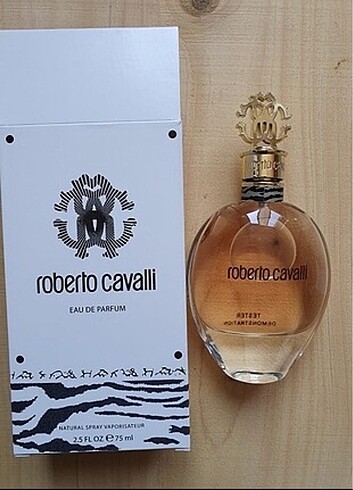 roberto cavalli
EAU DE PARFUM
NATURAL SPRAY VAPORISATEUR
2.5 FL OZ ℮ 75 ml
roberto cavalli
TESTER
DEMONSTRATION